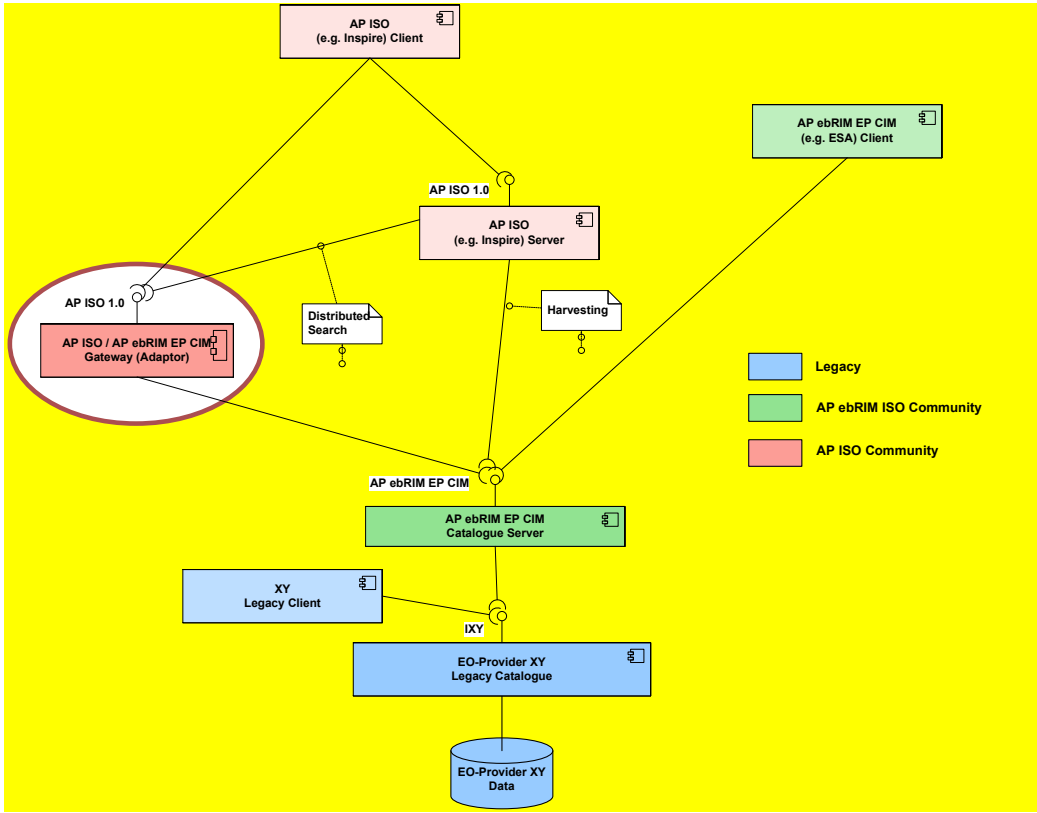 AP ISO
(e.g. Inspire) Client
AP ebRIM EP CIM
(e.g. ESA) Client
AP ISO 1.0
AP ISO
(e.g. Inspire) Server
AP ISO 1.0
Distributed
Search
Harvesting
AP ISO / AP ebRIM EP CIM
Gateway (Adaptor)
Legacy
AP ebRIM ISO Community
AP ISO Community
AP ebRIM EP CIM
AP ebRIM EP CIM
Catalogue Server
XY
Legacy Client
IXY
EO-Provider XY
Legacy Catalogue
EO-Provider XY
Data